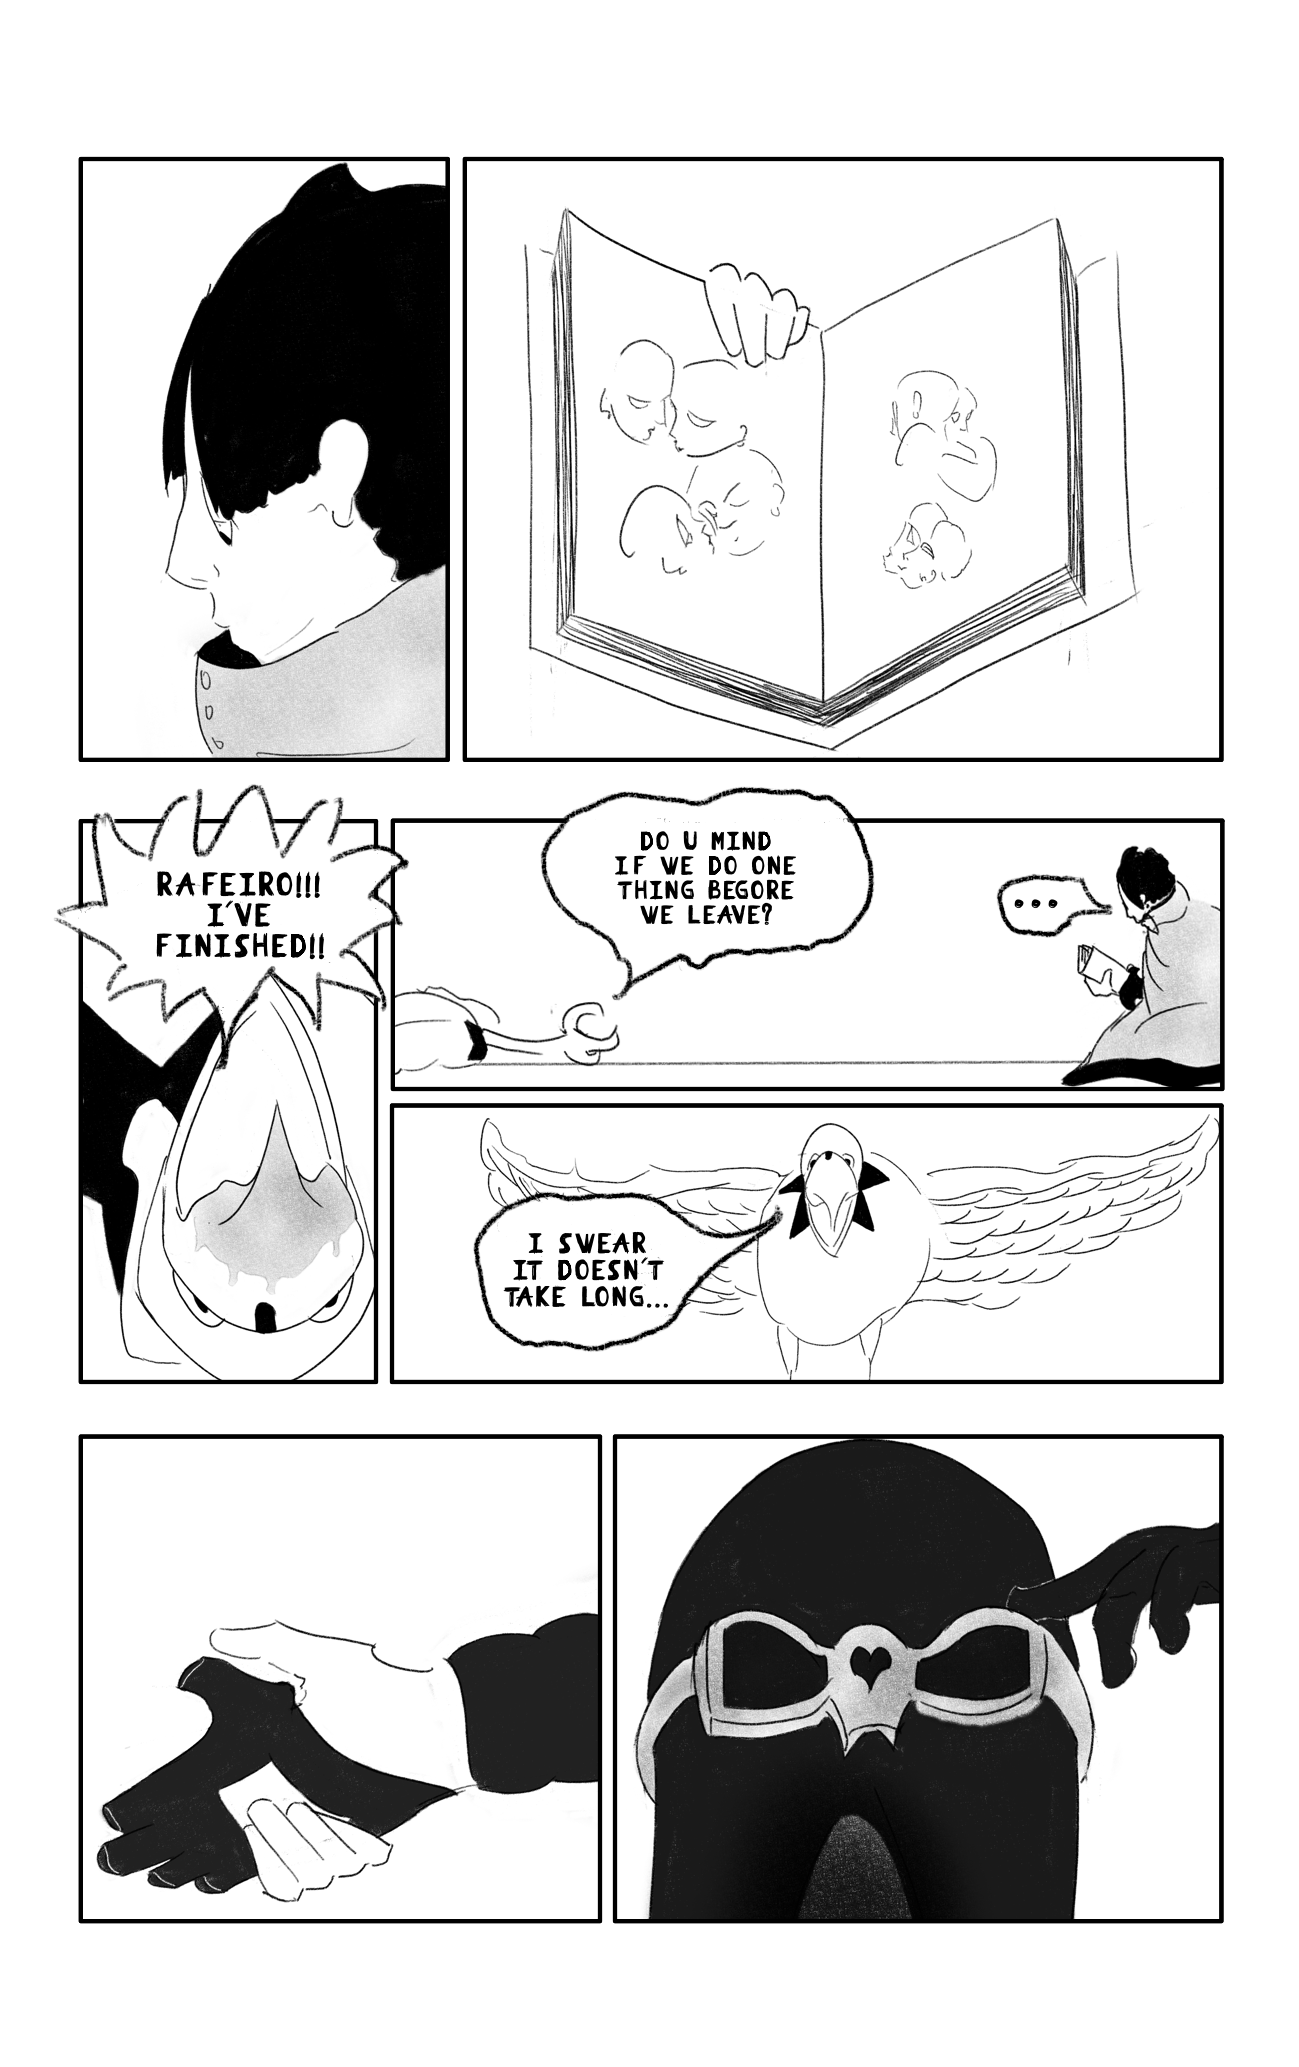 RAFEIRO!!!
I'VE
FINISHED!!
DO U MIND
IF WE DO ONE
THING BEGORE
WE LEAVE?
...
I SWEAR
IT DOESN'T
TAKE LONG...